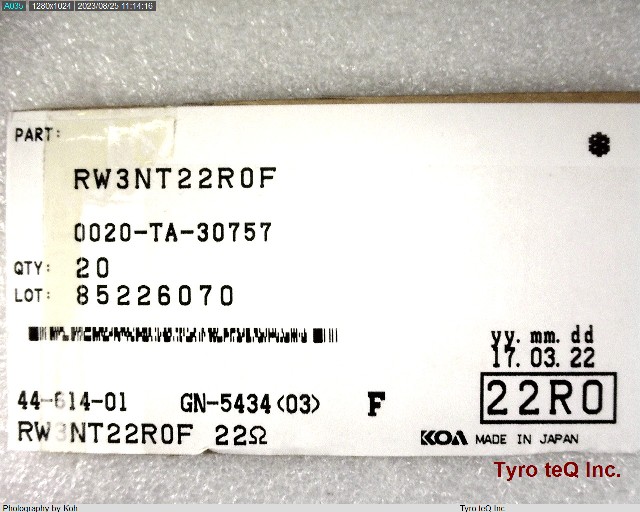 A035 1280x1024 2023/08/25 11:14:16
PART:
RW3NT22R0F
0020-TA-30757
QTY: 20
LOT: 85226070
yy. mm. dd
17. 03. 22
22R0
44-614-01 GN-5434<03> F
RW3NT22R0F 22Ω
KOA MADE IN JAPAN
Tyro teQ Inc.
Photography by Koh Tyro teQ Inc.